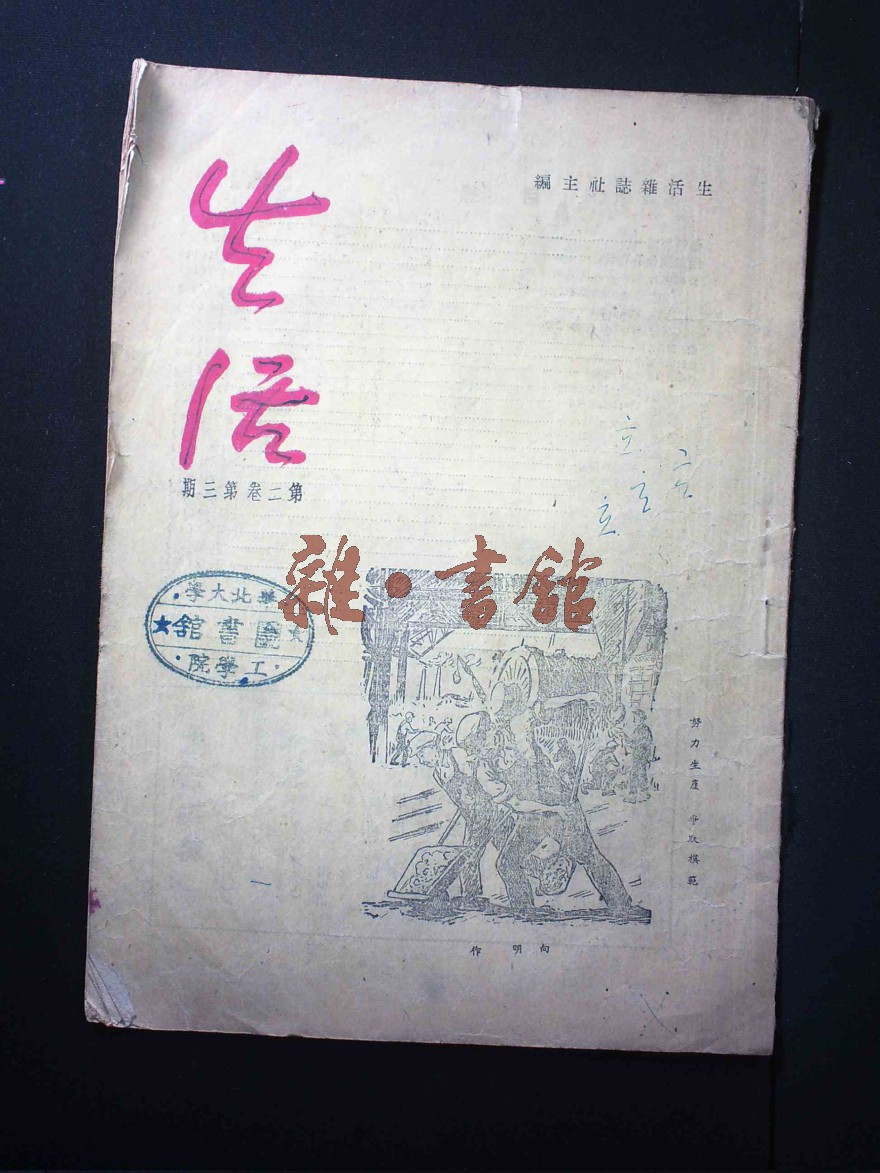 生活雜誌社主編
生活
第二卷第三期
雜·書館
華北大學
圖書館
工學院
努力生產 爭取模範
向明作